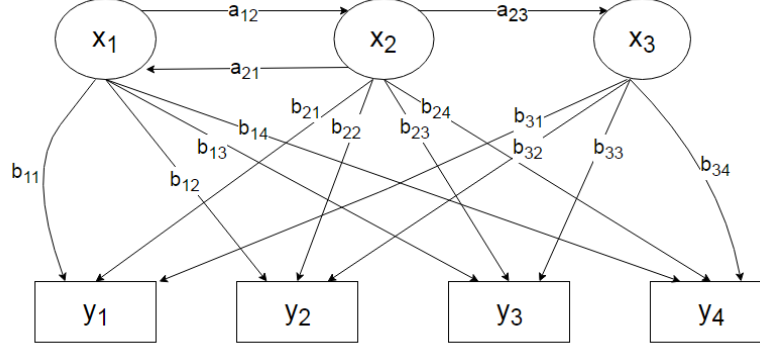 a12 a23
x1 x2 x3
a21
b21 b24 b31
b14 b22 b23
b13 b32 b33
b11 b12 b34
y1 y2 y3 y4